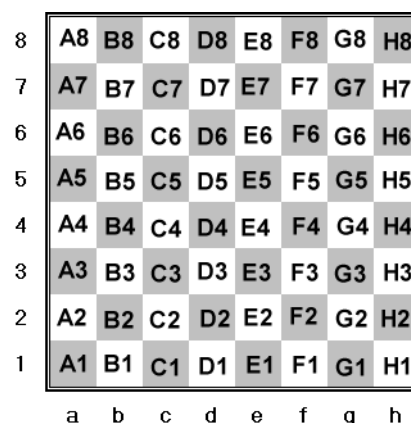 8 A8 B8 C8 D8 E8 F8 G8 H8
7 A7 B7 C7 D7 E7 F7 G7 H7
6 A6 B6 C6 D6 E6 F6 G6 H6
5 A5 B5 C5 D5 E5 F5 G5 H5
4 A4 B4 C4 D4 E4 F4 G4 H4
3 A3 B3 C3 D3 E3 F3 G3 H3
2 A2 B2 C2 D2 E2 F2 G2 H2
1 A1 B1 C1 D1 E1 F1 G1 H1
a b c d e f g h